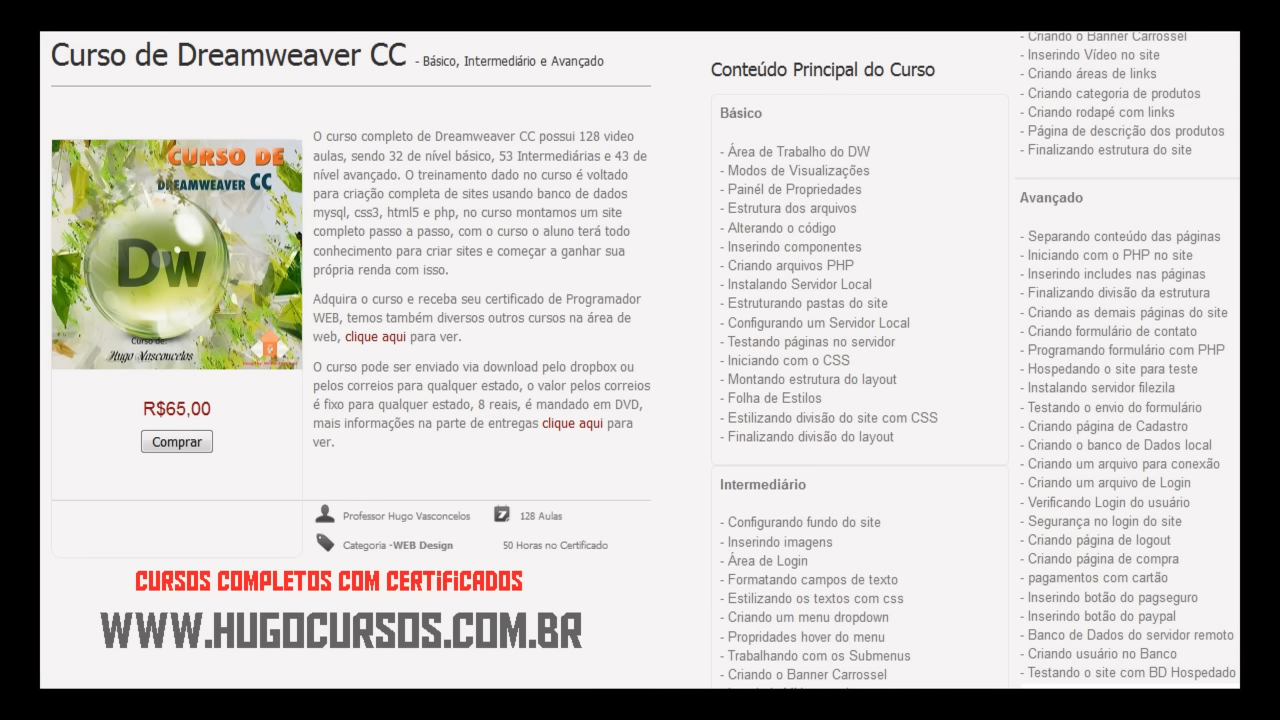 Curso de Dreamweaver CC - Básico, Intermediário e Avançado
CURSO DE
DREAMWEAVER CC
Dw
Curso de:
Hugo Vasconcelos
R$65,00
Comprar
O curso completo de Dreamweaver CC possui 128 video
aulas, sendo 32 de nível básico, 53 Intermediárias e 43 de
nível avançado. O treinamento dado no curso é voltado
para criação completa de sites usando banco de dados
mysql, css3, html5 e php, no curso montamos um site
completo passo a passo, com o curso o aluno terá todo
conhecimento para criar sites e começar a ganhar sua
própria renda com isso.
Adquira o curso e receba seu certificado de Programador
WEB, temos também diversos outros cursos na área de
web, clique aqui para ver.
O curso pode ser enviado via download pelo dropbox ou
pelos correios para qualquer estado, o valor pelos correios
é fixo para qualquer estado, 8 reais, é mandado em DVD,
mais informações na parte de entregas clique aqui para
ver.
Professor Hugo Vasconcelos
7
128 Aulas
Categoria -WEB Design
50 Horas no Certificado
CURSOS COMPLETOS COM CERTIFICADOS
WWW.HUGOCURSOS.COM.BR
Conteúdo Principal do Curso
Básico
- Área de Trabalho do DW
- Modos de Visualizações
- Painél de Propriedades
- Estrutura dos arquivos
- Alterando o código
- Inserindo componentes
- Criando arquivos PHP
- Instalando Servidor Local
- Estruturando pastas do site
- Configurando um Servidor Local
- Testando páginas no servidor
- Iniciando com o CSS
- Montando estrutura do layout
- Folha de Estilos
- Estilizando divisão do site com CSS
- Finalizando divisão do layout
Intermediário
- Configurando fundo do site
- Inserindo imagens
- Área de Login
- Formatando campos de texto
- Estilizando os textos com css
- Criando um menu dropdown
- Propridades hover do menu
- Trabalhando com os Submenus
- Criando o Banner Carrossel
- Criando o Banner Carrossel
- Inserindo Vídeo no site
- Criando áreas de links
- Criando categoria de produtos
- Criando rodapé com links
- Página de descrição dos produtos
- Finalizando estrutura do site
Avançado
- Separando conteúdo das páginas
- Iniciando com o PHP no site
- Inserindo includes nas páginas
- Finalizando divisão da estrutura
- Criando as demais páginas do site
- Criando formulário de contato
- Programando formulário com PHP
- Hospedando o site para teste
- Instalando servidor filezila
- Testando o envio do formulário
- Criando página de Cadastro
- Criando o banco de Dados local
- Criando um arquivo para conexão
- Criando um arquivo de Login
- Verificando Login do usuário
- Segurança no login do site
- Criando página de logout
- Criando página de compra
- pagamentos com cartão
- Inserindo botão do pagseguro
- Inserindo botão do paypal
- Banco de Dados do servidor remoto
- Criando usuário no Banco
- Testando o site com BD Hospedado